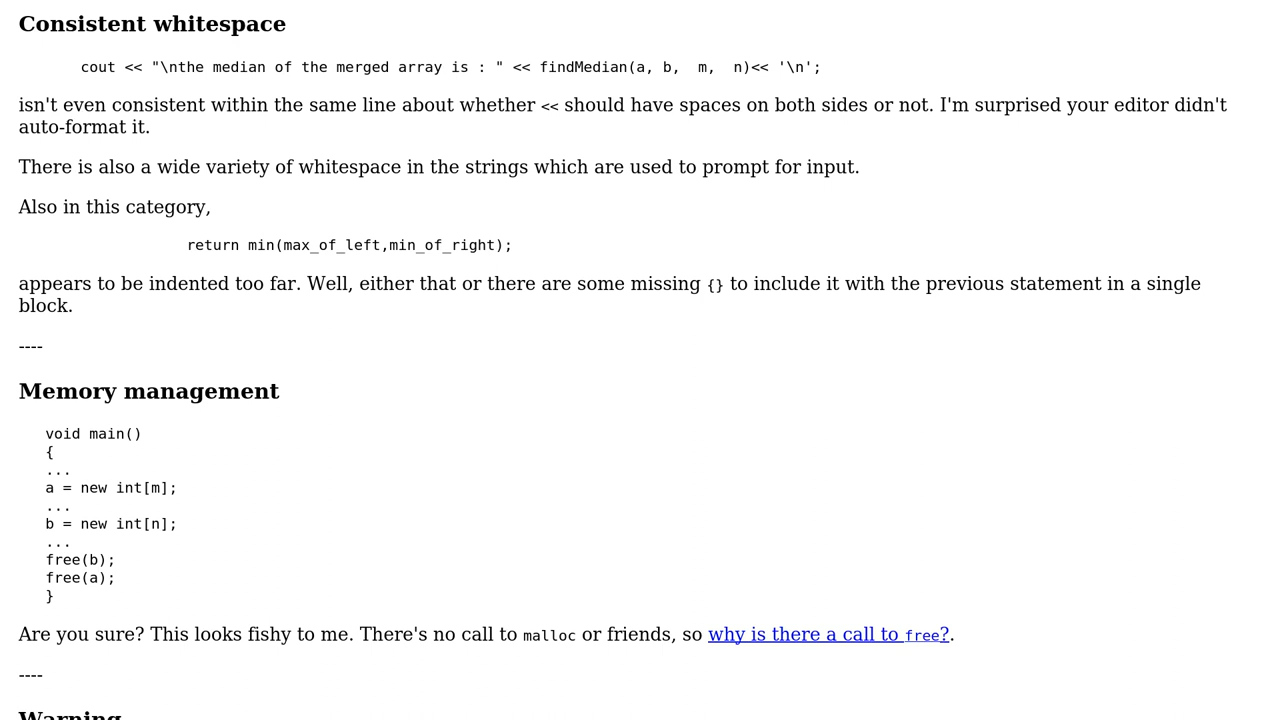 Consistent whitespace
cout << "\nthe median of the merged array is : " << findMedian(a, b,  m,  n)<< '\n';
isn't even consistent within the same line about whether << should have spaces on both sides or not. I'm surprised your editor didn't
auto-format it.
There is also a wide variety of whitespace in the strings which are used to prompt for input.
Also in this category,
return min(max_of_left,min_of_right);
appears to be indented too far. Well, either that or there are some missing {} to include it with the previous statement in a single
block.
----
Memory management
void main()
{
...
a = new int[m];
...
b = new int[n];
...
free(b);
free(a);
}
Are you sure? This looks fishy to me. There's no call to malloc or friends, so why is there a call to free?.
----
Warning